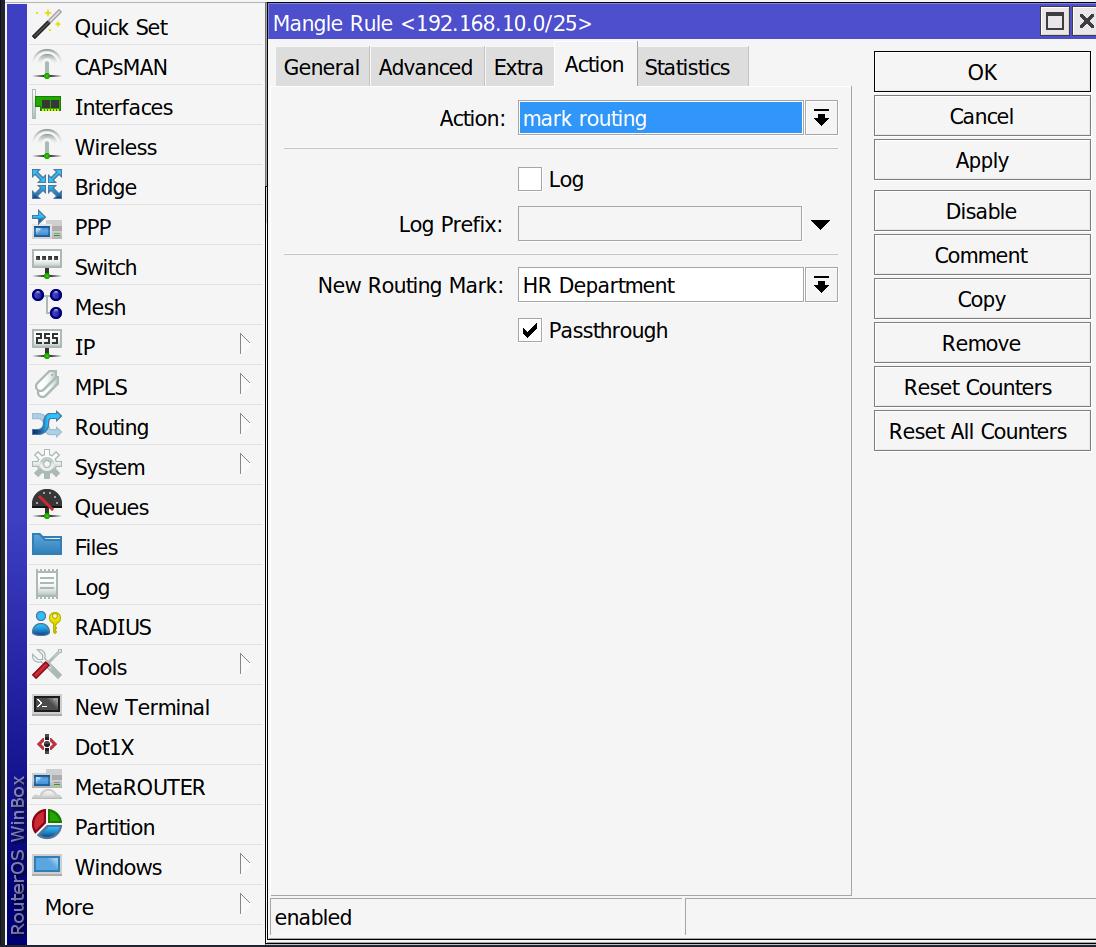 Mangle Rule <192.168.10.0/25>
Quick Set
CAPsMAN
Interfaces
Wireless
Bridge
PPP
Switch
Mesh
255
IP
MPLS
Routing
System
Queues
Files
Log
RADIUS
Tools
New Terminal
Dot1X
MetaROUTER
Partition
Windows
More
RouterOS WinBox
General Advanced Extra Action Statistics
Action: mark routing
Log
Log Prefix:
New Routing Mark: HR Department
Passthrough
OK
Cancel
Apply
Disable
Comment
Copy
Remove
Reset Counters
Reset All Counters
enabled